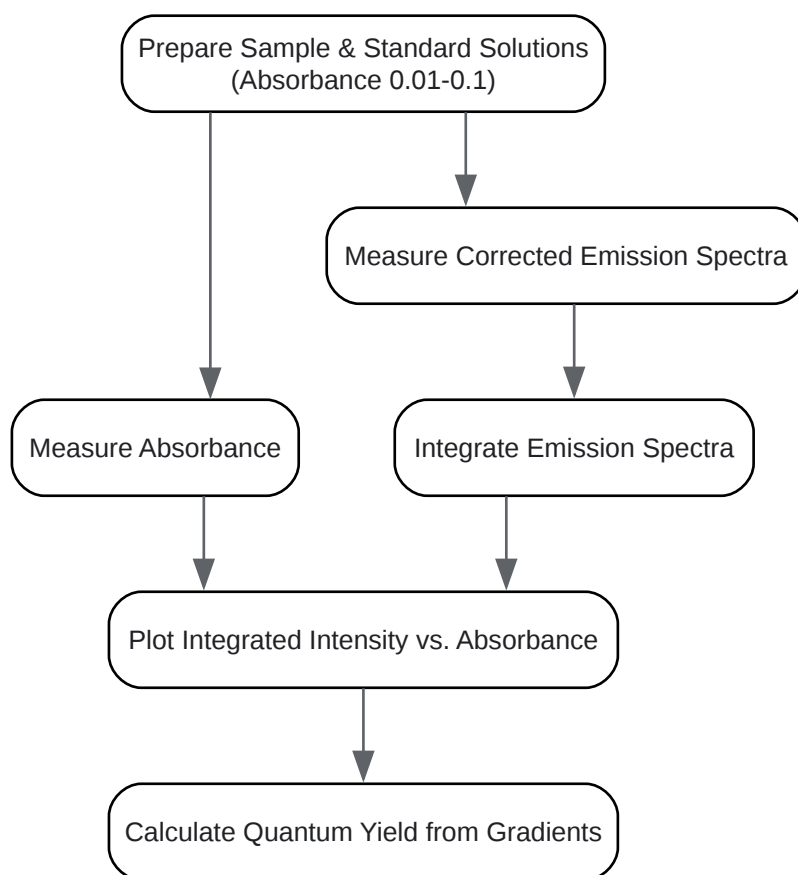 Prepare Sample & Standard Solutions
(Absorbance 0.01-0.1)
Measure Corrected Emission Spectra
Measure Absorbance
Integrate Emission Spectra
Plot Integrated Intensity vs. Absorbance
Calculate Quantum Yield from Gradients